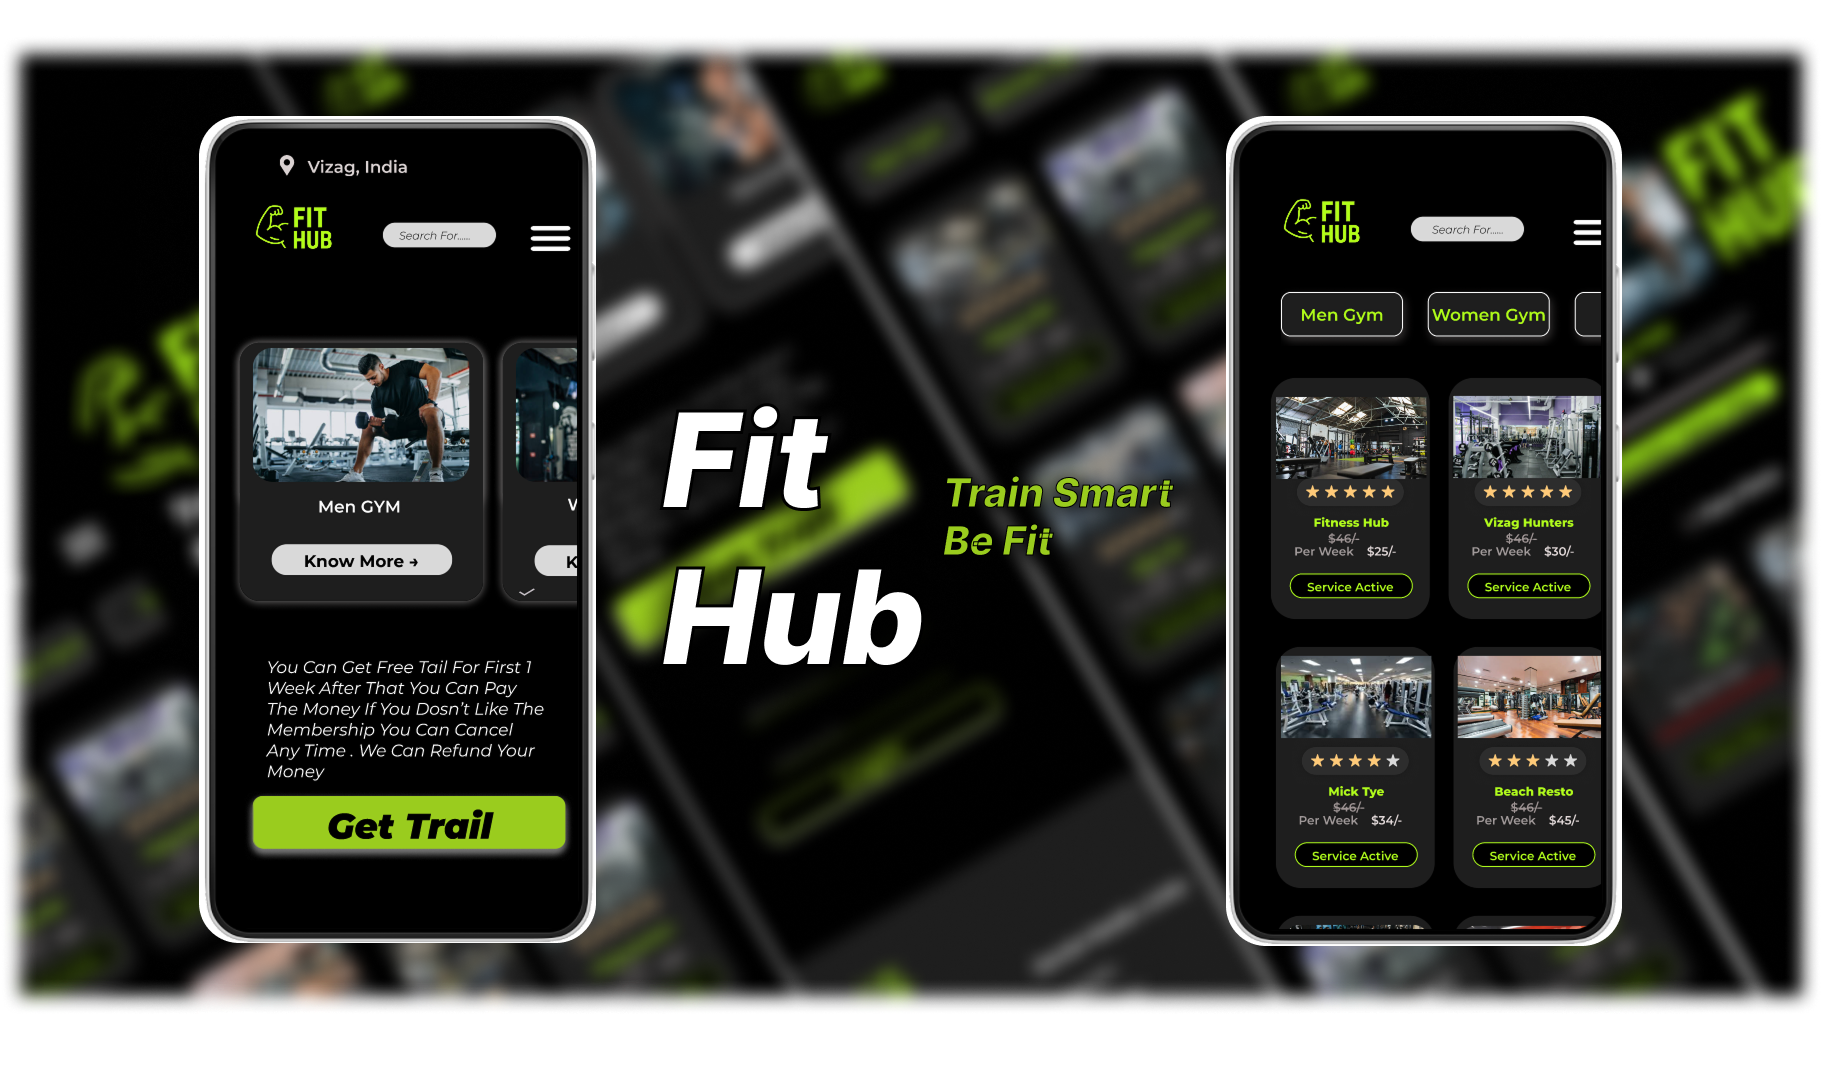 Vizag, India
FIT
HUB
Search For......
Men GYM
Know More →
W
K
You Can Get Free Tail For First 1
Week After That You Can Pay
The Money If You Dosn't Like The
Membership You Can Cancel
Any Time . We Can Refund Your
Money
Get Trail
Fit
Hub
Train Smart
Be Fit
FIT
HUB
Search For......
Men Gym
Women Gym
Fitness Hub
$46/-
Per Week $25/-
Service Active
Vizag Hunters
$46/-
Per Week $30/-
Service Active
Mick Tye
$46/-
Per Week $34/-
Service Active
Beach Resto
$46/-
Per Week $45/-
Service Active
FIT
HUB